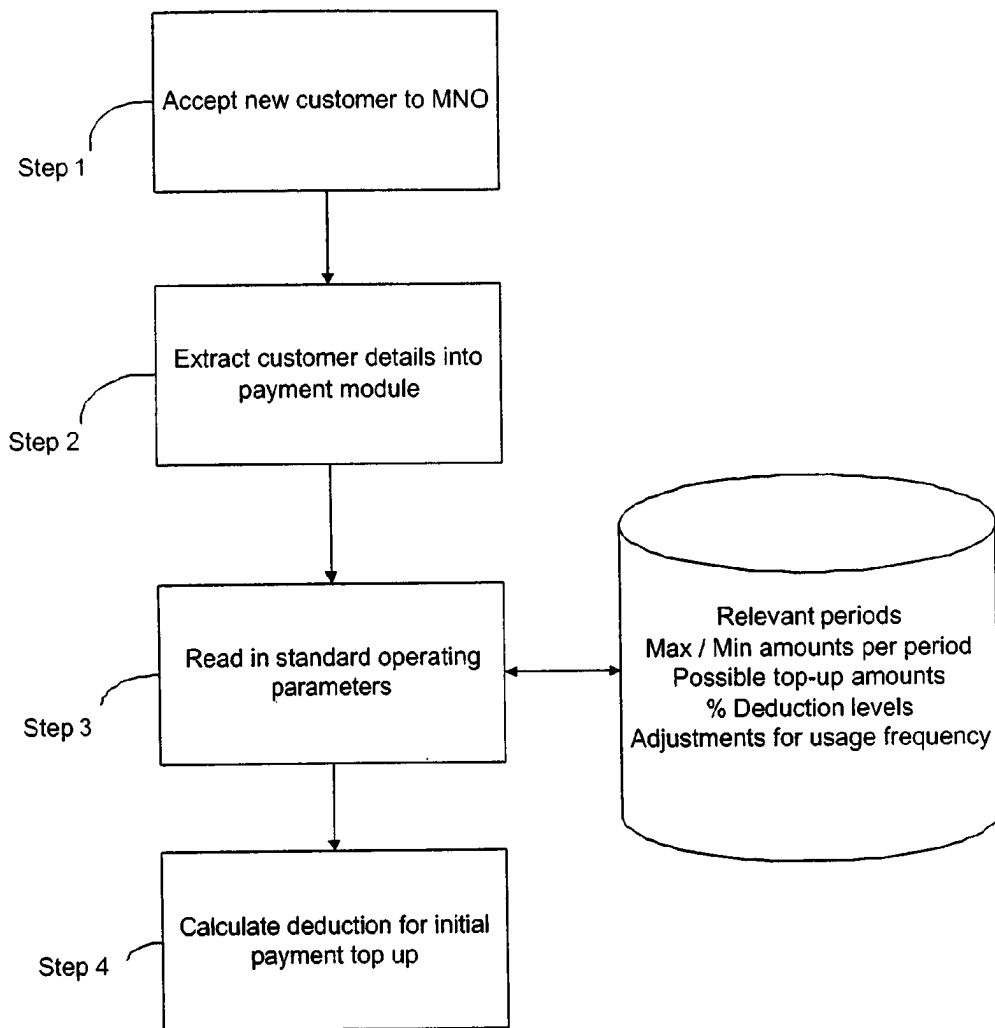 Accept new customer to MNO
Step 1
Extract customer details into
payment module
Step 2
Read in standard operating
parameters
Step 3
Relevant periods
Max / Min amounts per period
Possible top-up amounts
% Deduction levels
Adjustments for usage frequency
Calculate deduction for initial
payment top up
Step 4